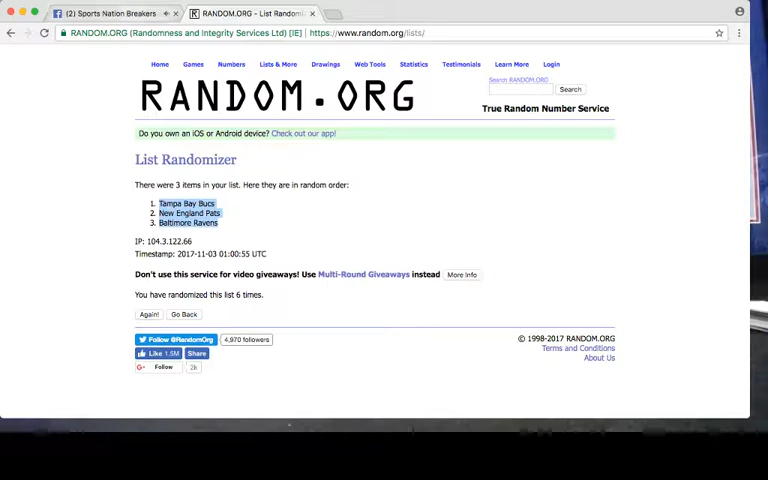 (2) Sports Nation Breakers
RANDOM.ORG - List Randomi
RANDOM.ORG (Randomness and Integrity Services Ltd) [IE] | https://www.random.org/lists/
Home Games Numbers Lists & More Drawings Web Tools Statistics Testimonials Learn More Login
RANDOM.ORG
Search RANDOM.ORG
Search
True Random Number Service
Do you own an iOS or Android device? Check out our app!
List Randomizer
There were 3 items in your list. Here they are in random order:
1. Tampa Bay Bucs
2. New England Pats
3. Baltimore Ravens
IP: 104.3.122.66
Timestamp: 2017-11-03 01:00:55 UTC
Don't use this service for video giveaways! Use Multi-Round Giveaways instead More Info
You have randomized this list 6 times.
Again! Go Back
Follow @RandomOrg 4,970 followers
Like 1.5M Share
G+ Follow 2k
© 1998-2017 RANDOM.ORG
Terms and Conditions
About Us